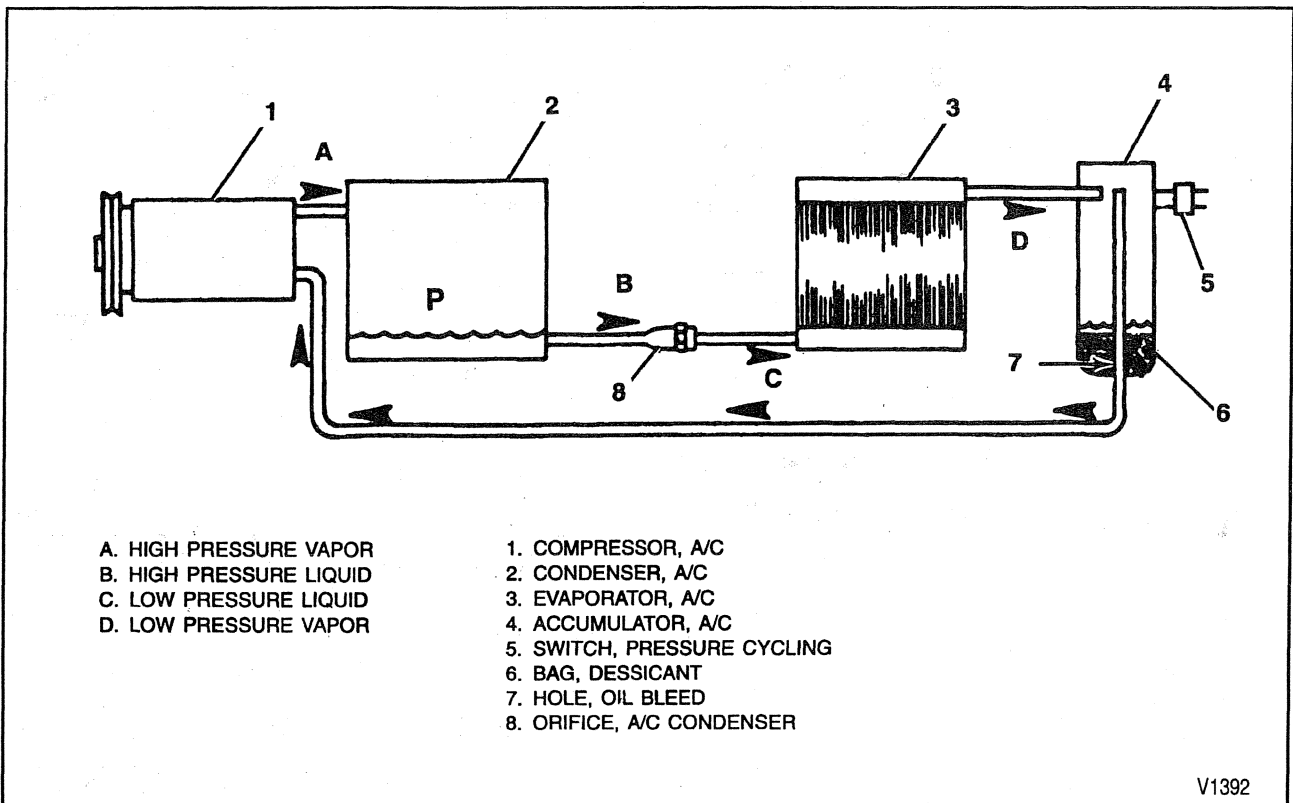 1
2
3
4
A
D
5
P
B
8
C
7
6
A. HIGH PRESSURE VAPOR
B. HIGH PRESSURE LIQUID
C. LOW PRESSURE LIQUID
D. LOW PRESSURE VAPOR
1. COMPRESSOR, A/C
2. CONDENSER, A/C
3. EVAPORATOR, A/C
4. ACCUMULATOR, A/C
5. SWITCH, PRESSURE CYCLING
6. BAG, DESSICANT
7. HOLE, OIL BLEED
8. ORIFICE, A/C CONDENSER
V1392